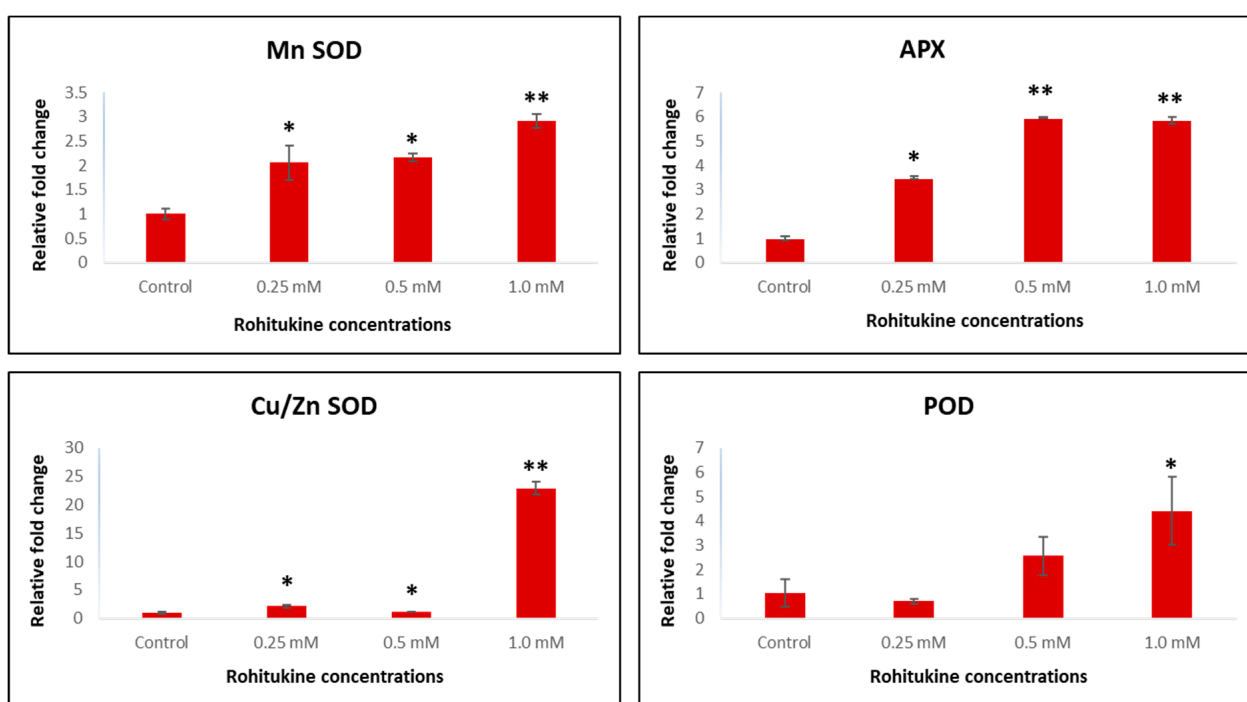 Mn SOD
Relative fold change
3.5
3
2.5
2
1.5
1
0.5
0
*
*
**
Control
0.25 mM
0.5 mM
1.0 mM
Rohitukine concentrations
APX
Relative fold change
7
6
5
4
3
2
1
0
*
**
**
Control
0.25 mM
0.5 mM
1.0 mM
Rohitukine concentrations
Cu/Zn SOD
Relative fold change
30
25
20
15
10
5
0
*
*
**
Control
0.25 mM
0.5 mM
1.0 mM
Rohitukine concentrations
POD
Relative fold change
7
6
5
4
3
2
1
0
*
Control
0.25 mM
0.5 mM
1.0 mM
Rohitukine concentrations